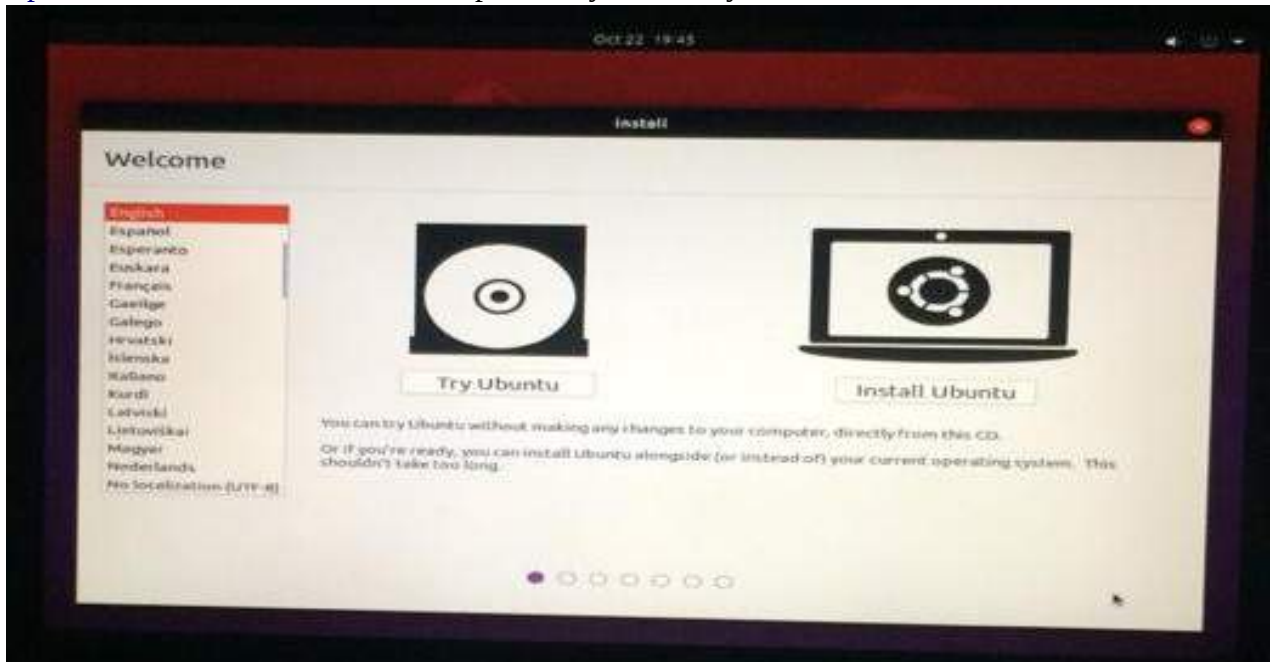 Oct 22 19:45
Install
Welcome
English
Español
Esperanto
Euskara
Français
Gaeilge
Galego
Hrvatski
Íslenska
Italiano
Kurdî
Latviski
Lietuviškai
Magyar
Nederlands
No localization (UTF-8)
Try Ubuntu
Install Ubuntu
You can try Ubuntu without making any changes to your computer, directly from this CD.
Or if you're ready, you can install Ubuntu alongside (or instead of) your current operating system. This
shouldn't take too long.